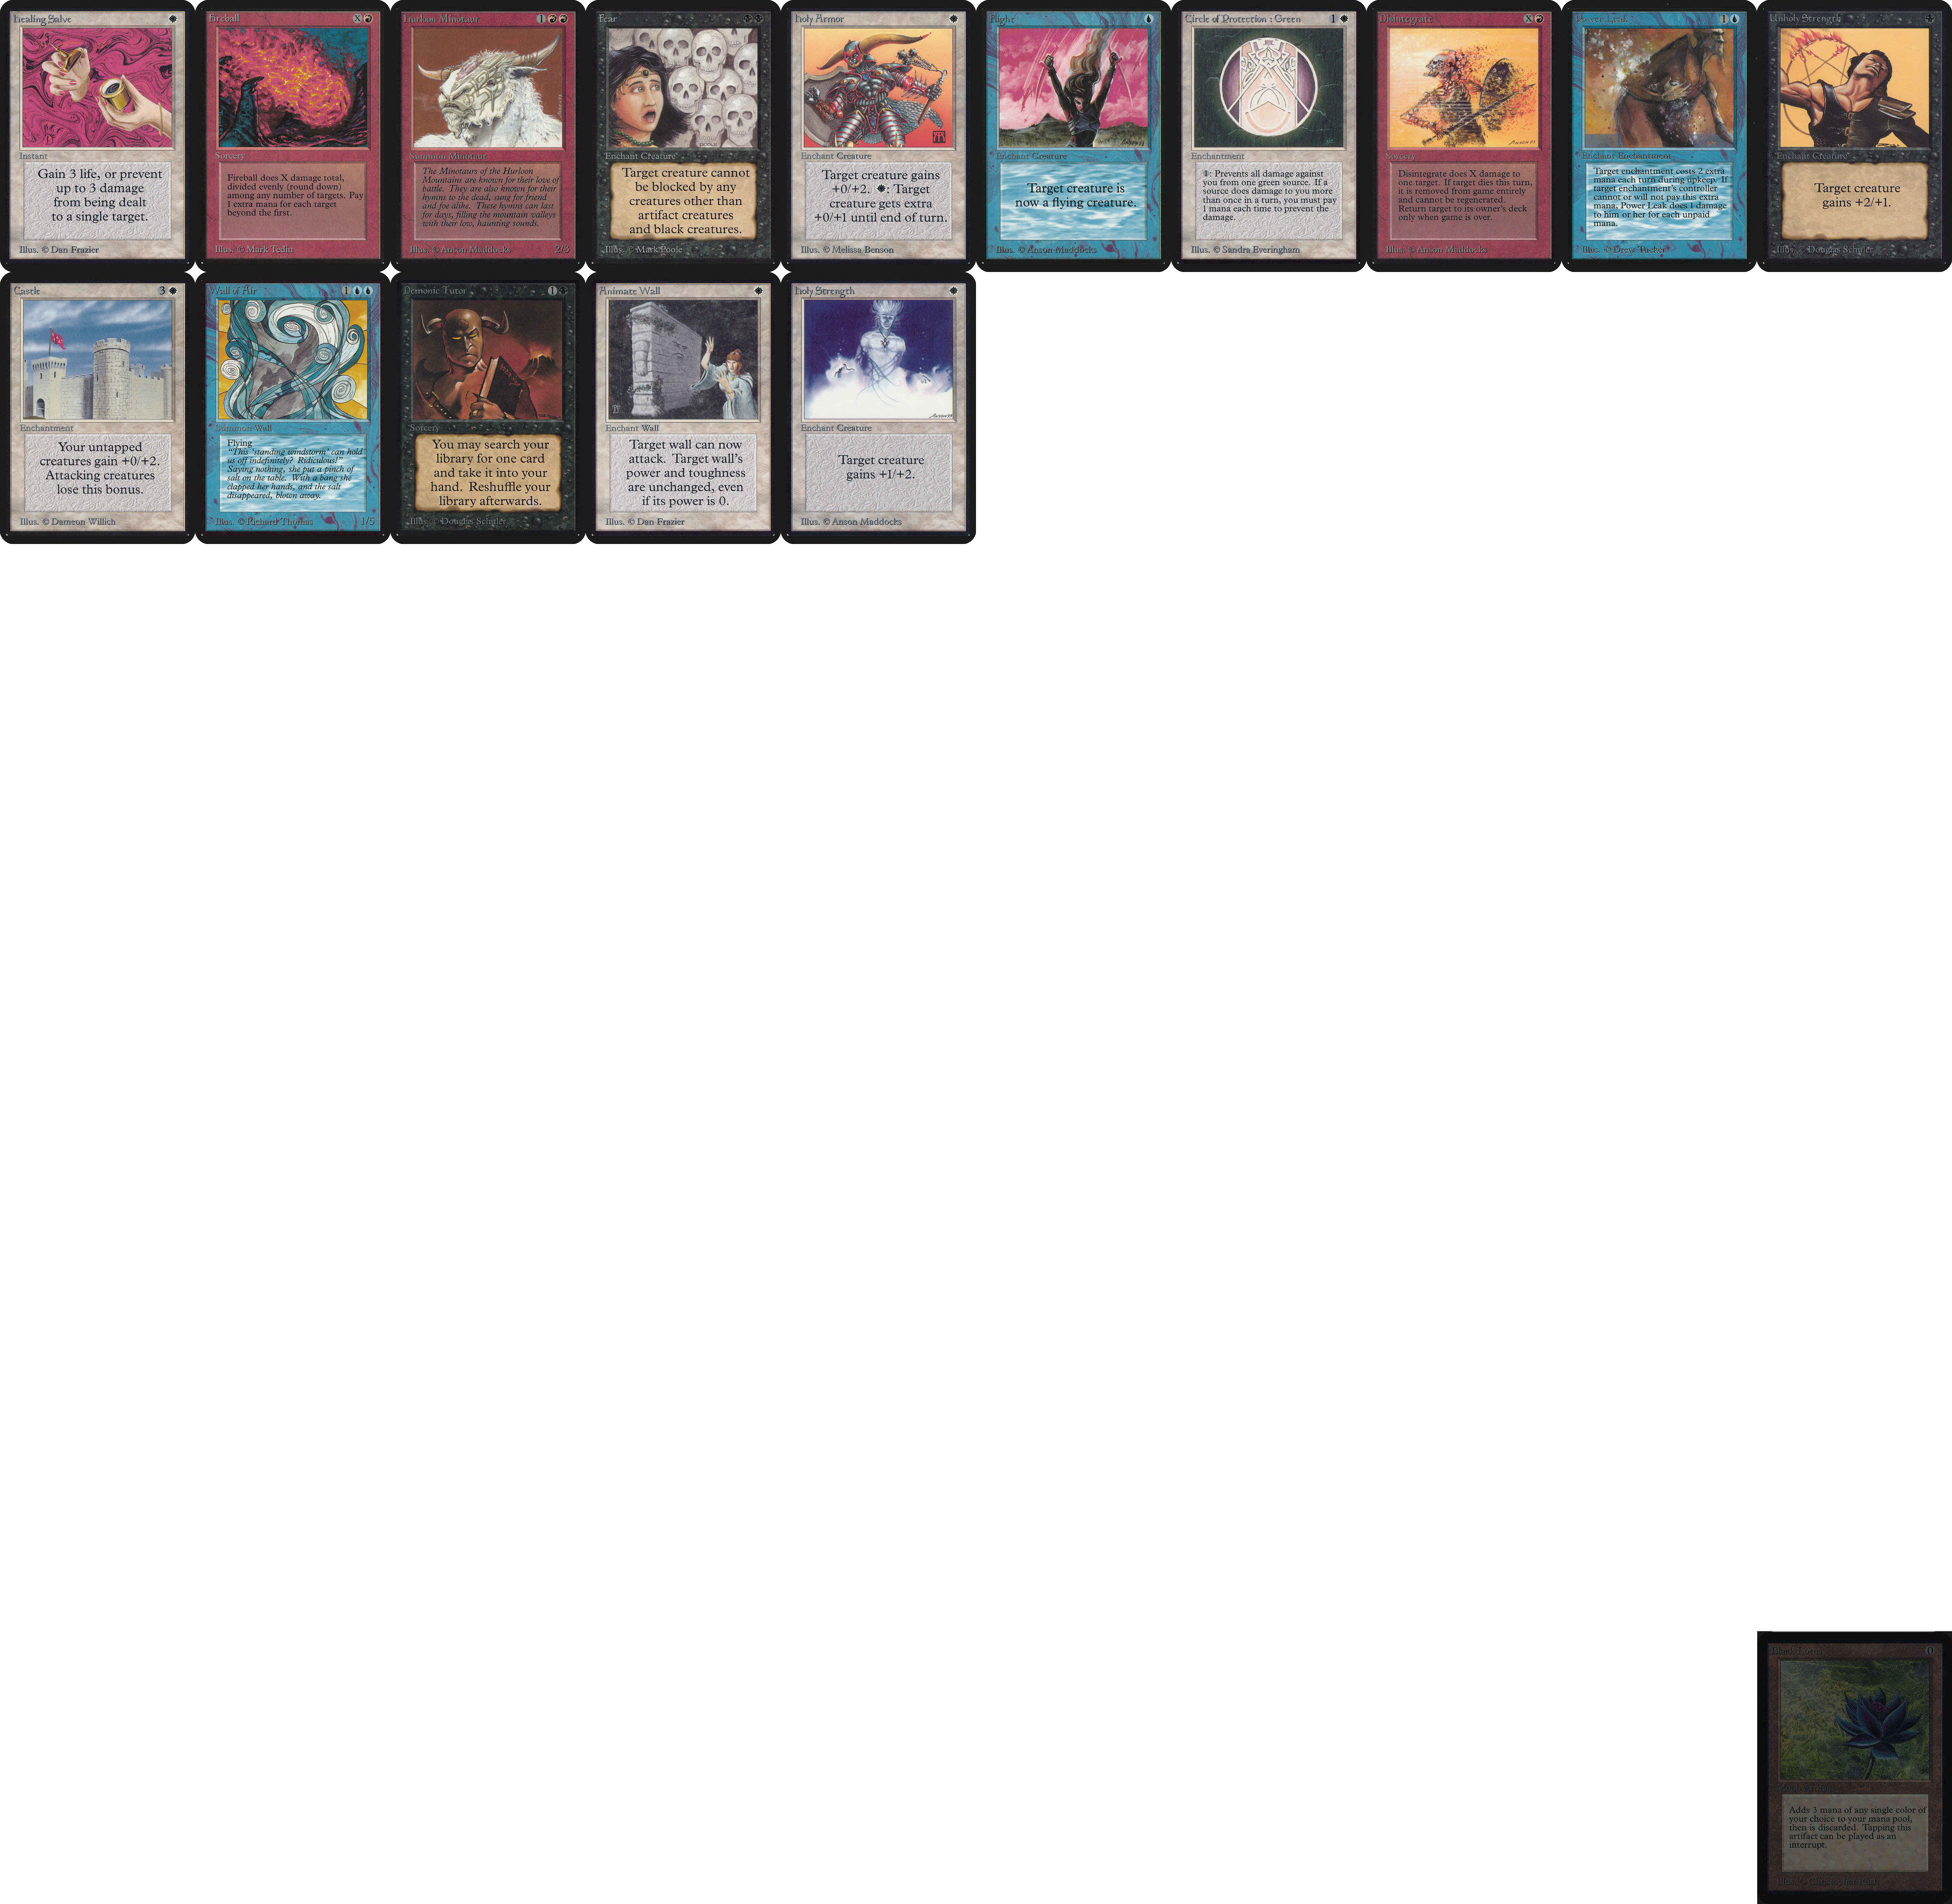 Healing Salve
Instant
Gain 3 life, or prevent
up to 3 damage
from being dealt
to a single target.
Illus. © Dan Frazier
Fireball X
Sorcery
Fireball does X damage total,
divided evenly (round down)
among any number of targets. Pay
1 extra mana for each target
beyond the first.
Illus. © Mark Tedin
Hurloon Minotaur 1
Summon Minotaur
The Minotaurs of the Hurloon
Mountains are known for their love of
battle. They are also known for their
hymns to the dead, sung for friend
and foe alike. These hymns can last
for days, filling the mountain valleys
with their low, haunting sounds.
Illus. © Anson Maddocks 2/3
Fear
Enchant Creature
Target creature cannot
be blocked by any
creatures other than
artifact creatures
and black creatures.
Illus. © Mark Poole
Holy Armor
Enchant Creature
Target creature gains
+0/+2. : Target
creature gets extra
+0/+1 until end of turn.
Illus. © Melissa Benson
Flight
Enchant Creature
Target creature is
now a flying creature.
Illus. © Anson Maddocks
Circle of Protection : Green 1
Enchantment
1: Prevents all damage against
you from one green source. If a
source does damage to you more
than once in a turn, you must pay
1 mana each time to prevent the
damage.
Illus. © Sandra Everingham
Disintegrate X
Sorcery
Disintegrate does X damage to
one target. If target dies this turn,
it is removed from game entirely
and cannot be regenerated.
Return target to its owner's deck
only when game is over.
Illus. © Anson Maddocks
Power Leak 1
Enchant Enchantment
Target enchantment costs 2 extra
mana each turn during upkeep. If
target enchantment's controller
cannot or will not pay this extra
mana, Power Leak does 1 damage
to him or her for each unpaid
mana.
Illus. © Drew Tucker
Unholy Strength
Enchant Creature
Target creature
gains +2/+1.
Illus. © Douglas Schuler
Castle 3
Enchantment
Your untapped
creatures gain +0/+2.
Attacking creatures
lose this bonus.
Illus. © Dameon Willich
Wall of Air 1
Summon Wall
Flying
"This 'standing windstorm' can hold
us off indefinitely? Ridiculous!"
Saying nothing, she put a pinch of
salt on the table. With a bang she
clapped her hands, and the salt
disappeared, blown away.
Illus. © Richard Thomas 1/5
Demonic Tutor 1
Sorcery
You may search your
library for one card
and take it into your
hand. Reshuffle your
library afterwards.
Illus. © Douglas Schuler
Animate Wall
Enchant Wall
Target wall can now
attack. Target wall's
power and toughness
are unchanged, even
if its power is 0.
Illus. © Dan Frazier
Holy Strength
Enchant Creature
Target creature
gains +1/+2.
Illus. © Anson Maddocks
Black Lotus 0
Adds 3 mana of any single color of
your choice to your mana pool,
then is discarded. Tapping this
artifact can be played as an
interrupt.